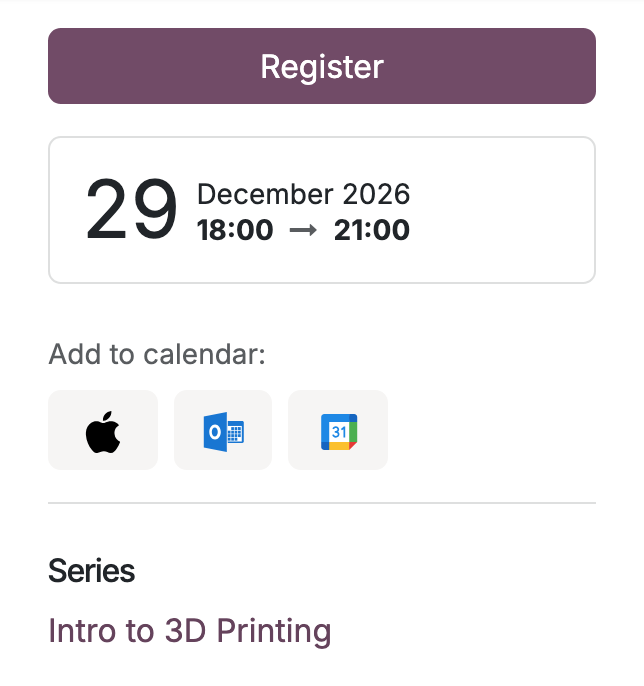 Register
29
December 2026
18:00 → 21:00
Add to calendar:
O
31
Series
Intro to 3D Printing